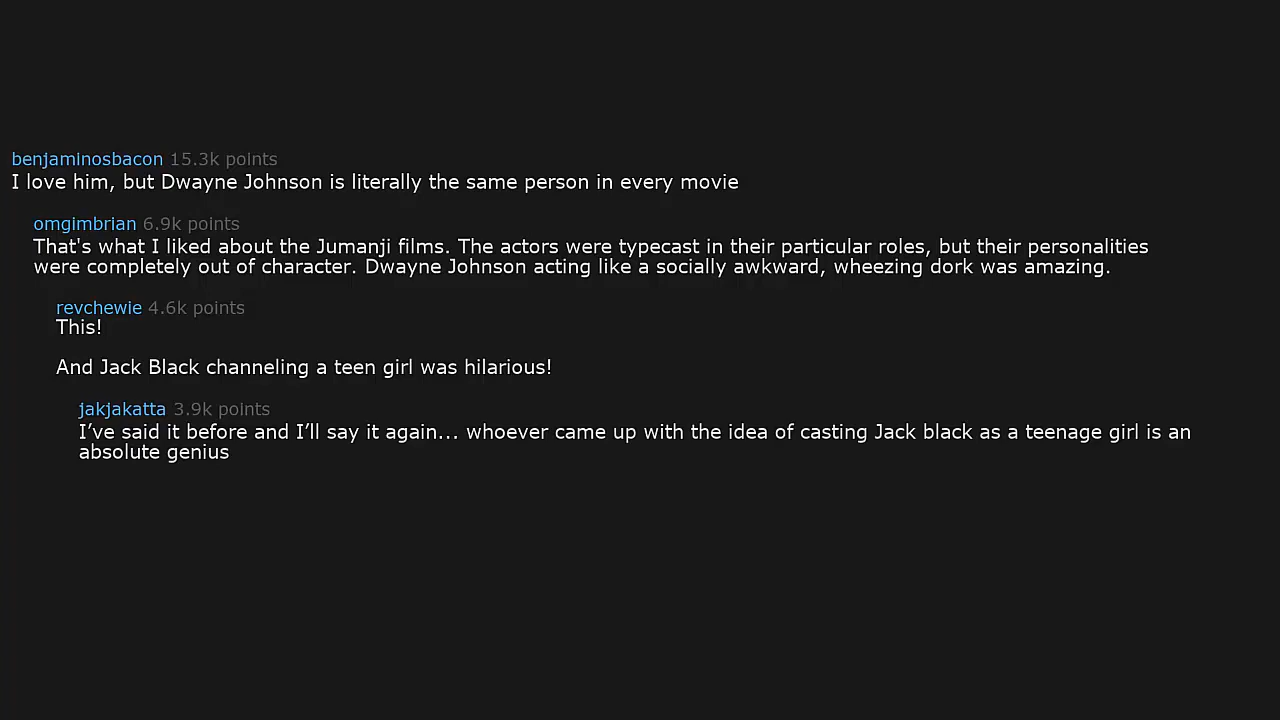 benjaminosbacon 15.3k points
I love him, but Dwayne Johnson is literally the same person in every movie
omgimbrian 6.9k points
That's what I liked about the Jumanji films. The actors were typecast in their particular roles, but their personalities
were completely out of character. Dwayne Johnson acting like a socially awkward, wheezing dork was amazing.
revchewie 4.6k points
This!
And Jack Black channeling a teen girl was hilarious!
jakjakatta 3.9k points
I’ve said it before and I’ll say it again... whoever came up with the idea of casting Jack black as a teenage girl is an
absolute genius